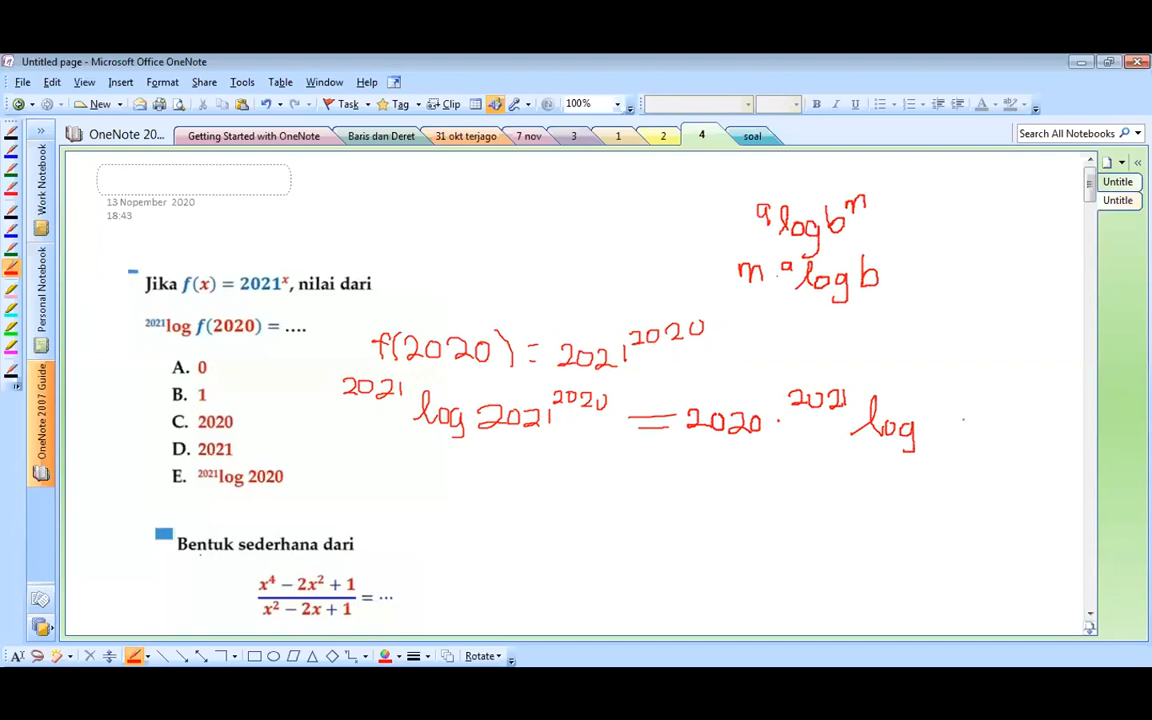 Untitled page - Microsoft Office OneNote
File Edit View Insert Format Share Tools Table Window Help
New Task Tag Clip 100% B I U A
OneNote 20... Getting Started with OneNote Baris dan Deret 31 okt terjago 7 nov 3 1 2 4 soal Search All Notebooks
Untitle
Untitle
Work Notebook
Personal Notebook
OneNote 2007 Guide
13 Nopember 2020
18:43
ᵃlog bᵐ
m · ᵃlog b
Jika f(x) = 2021ˣ, nilai dari
²⁰²¹log f(2020) = ....
f(2020) = 2021²⁰²⁰
²⁰²¹log 2021²⁰²⁰ = 2020 · ²⁰²¹log
A. 0
B. 1
C. 2020
D. 2021
E. ²⁰²¹log 2020
Bentuk sederhana dari
x⁴ − 2x² + 1
x² − 2x + 1
= ...
Rotate